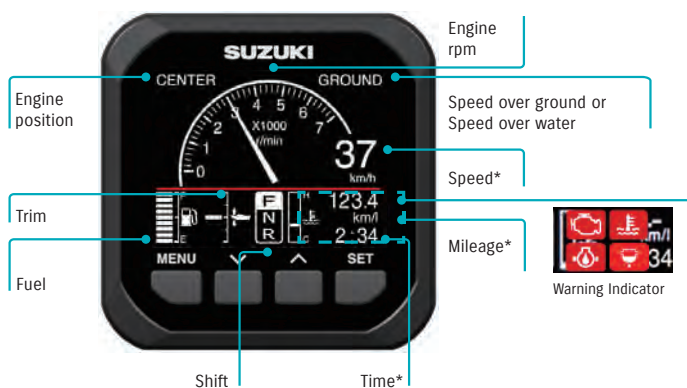 Engine
rpm
SUZUKI
CENTER
GROUND
Engine
position
Speed over ground or
Speed over water
0
1
2
3
4
5
6
7
X1000
r/min
37
km/h
Speed*
Trim
F
E
F
N
R
H
C
123.4
km/l
2:34
Mileage*
m/l
34
Warning Indicator
Fuel
MENU
SET
Shift
Time*